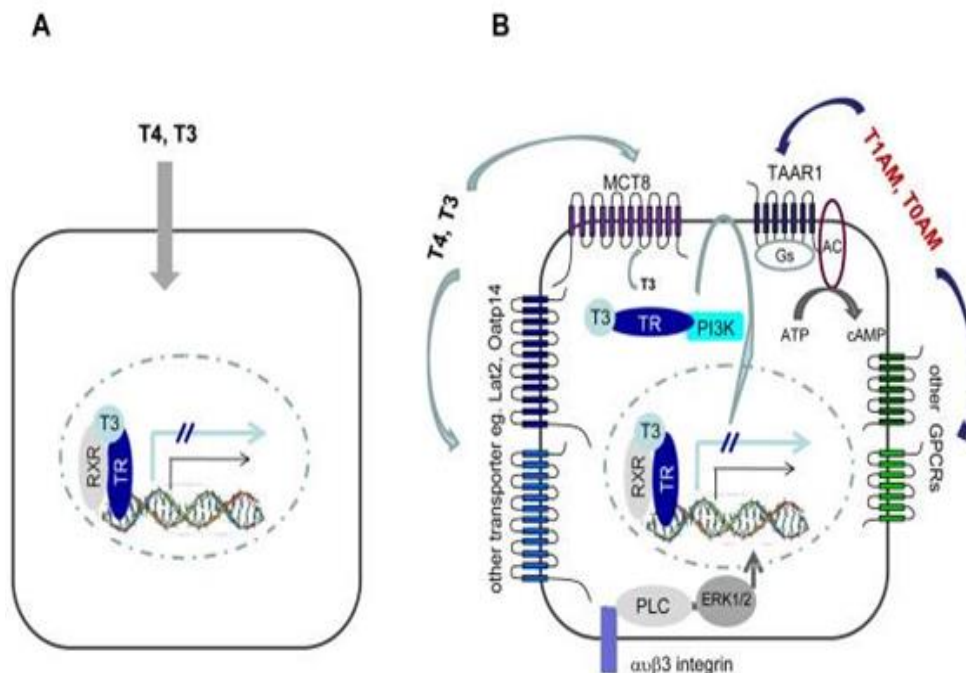 A
T4, T3
T3
RXR
TR
B
T4, T3
MCT8
TAAR1
T1AM, T0AM
Gs
AC
T3
T3
TR
PI3K
ATP
cAMP
other transporter eg. Lat2, Oatp14
other GPCRs
T3
RXR
TR
PLC
ERK1/2
αυβ3 integrin